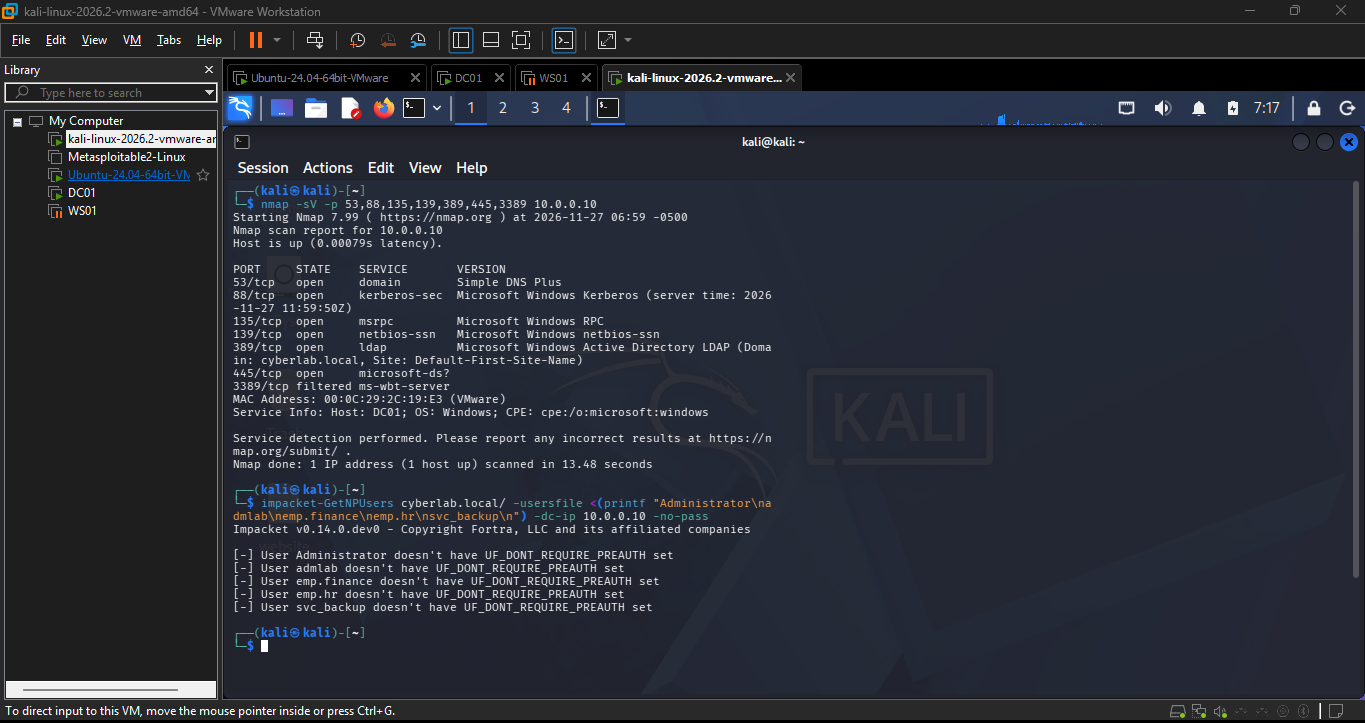 kali-linux-2026.2-vmware-amd64 - VMware Workstation
File Edit View VM Tabs Help
Library
Type here to search
My Computer
kali-linux-2026.2-vmware-ar
Metasploitable2-Linux
Ubuntu-24.04-64bit-VM
DC01
WS01
Ubuntu-24.04-64bit-VMware DC01 WS01 kali-linux-2026.2-vmware...
1 2 3 4 7:17
kali@kali: ~
Session Actions Edit View Help
┌──(kali㉿kali)-[~]
└─$ nmap -sV -p 53,88,135,139,389,445,3389 10.0.0.10
Starting Nmap 7.99 ( https://nmap.org ) at 2026-11-27 06:59 -0500
Nmap scan report for 10.0.0.10
Host is up (0.00079s latency).
PORT STATE SERVICE VERSION
53/tcp open domain Simple DNS Plus
88/tcp open kerberos-sec Microsoft Windows Kerberos (server time: 2026
-11-27 11:59:50Z)
135/tcp open msrpc Microsoft Windows RPC
139/tcp open netbios-ssn Microsoft Windows netbios-ssn
389/tcp open ldap Microsoft Windows Active Directory LDAP (Doma
in: cyberlab.local, Site: Default-First-Site-Name)
445/tcp open microsoft-ds?
3389/tcp filtered ms-wbt-server
MAC Address: 00:0C:29:2C:19:E3 (VMware)
Service Info: Host: DC01; OS: Windows; CPE: cpe:/o:microsoft:windows
Service detection performed. Please report any incorrect results at https://n
map.org/submit/ .
Nmap done: 1 IP address (1 host up) scanned in 13.48 seconds
┌──(kali㉿kali)-[~]
└─$ impacket-GetNPUsers cyberlab.local/ -usersfile <(printf "Administrator\na
dmlab\nemp.finance\nemp.hr\nsvc_backup\n") -dc-ip 10.0.0.10 -no-pass
Impacket v0.14.0.dev0 - Copyright Fortra, LLC and its affiliated companies
[-] User Administrator doesn't have UF_DONT_REQUIRE_PREAUTH set
[-] User admlab doesn't have UF_DONT_REQUIRE_PREAUTH set
[-] User emp.finance doesn't have UF_DONT_REQUIRE_PREAUTH set
[-] User emp.hr doesn't have UF_DONT_REQUIRE_PREAUTH set
[-] User svc_backup doesn't have UF_DONT_REQUIRE_PREAUTH set
┌──(kali㉿kali)-[~]
└─$
KALI
To direct input to this VM, move the mouse pointer inside or press Ctrl+G.